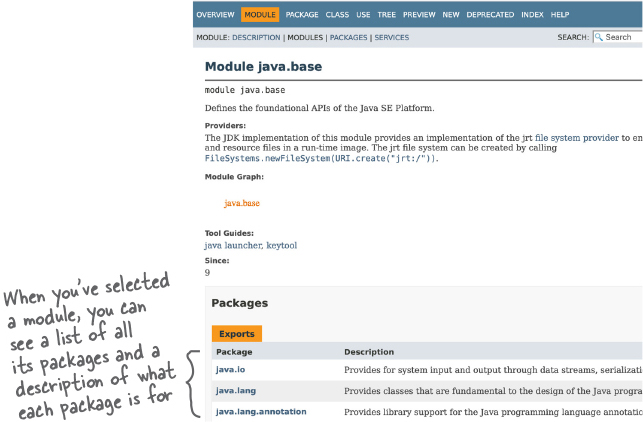 OVERVIEW MODULE PACKAGE CLASS USE TREE PREVIEW NEW DEPRECATED INDEX HELP
MODULE: DESCRIPTION | MODULES | PACKAGES | SERVICES SEARCH: Search
Module java.base
module java.base
Defines the foundational APIs of the Java SE Platform.
Providers:
The JDK implementation of this module provides an implementation of the jrt file system provider to en
and resource files in a run-time image. The jrt file system can be created by calling
FileSystems.newFileSystem(URI.create("jrt:/")).
Module Graph:
java.base
Tool Guides:
java launcher, keytool
Since:
9
When you've selected
a module, you can
see a list of all
its packages and a
description of what
each package is for
Packages
Exports
Package Description
java.io Provides for system input and output through data streams, serializati
java.lang Provides classes that are fundamental to the design of the Java progra
java.lang.annotation Provides library support for the Java programming language annotatio